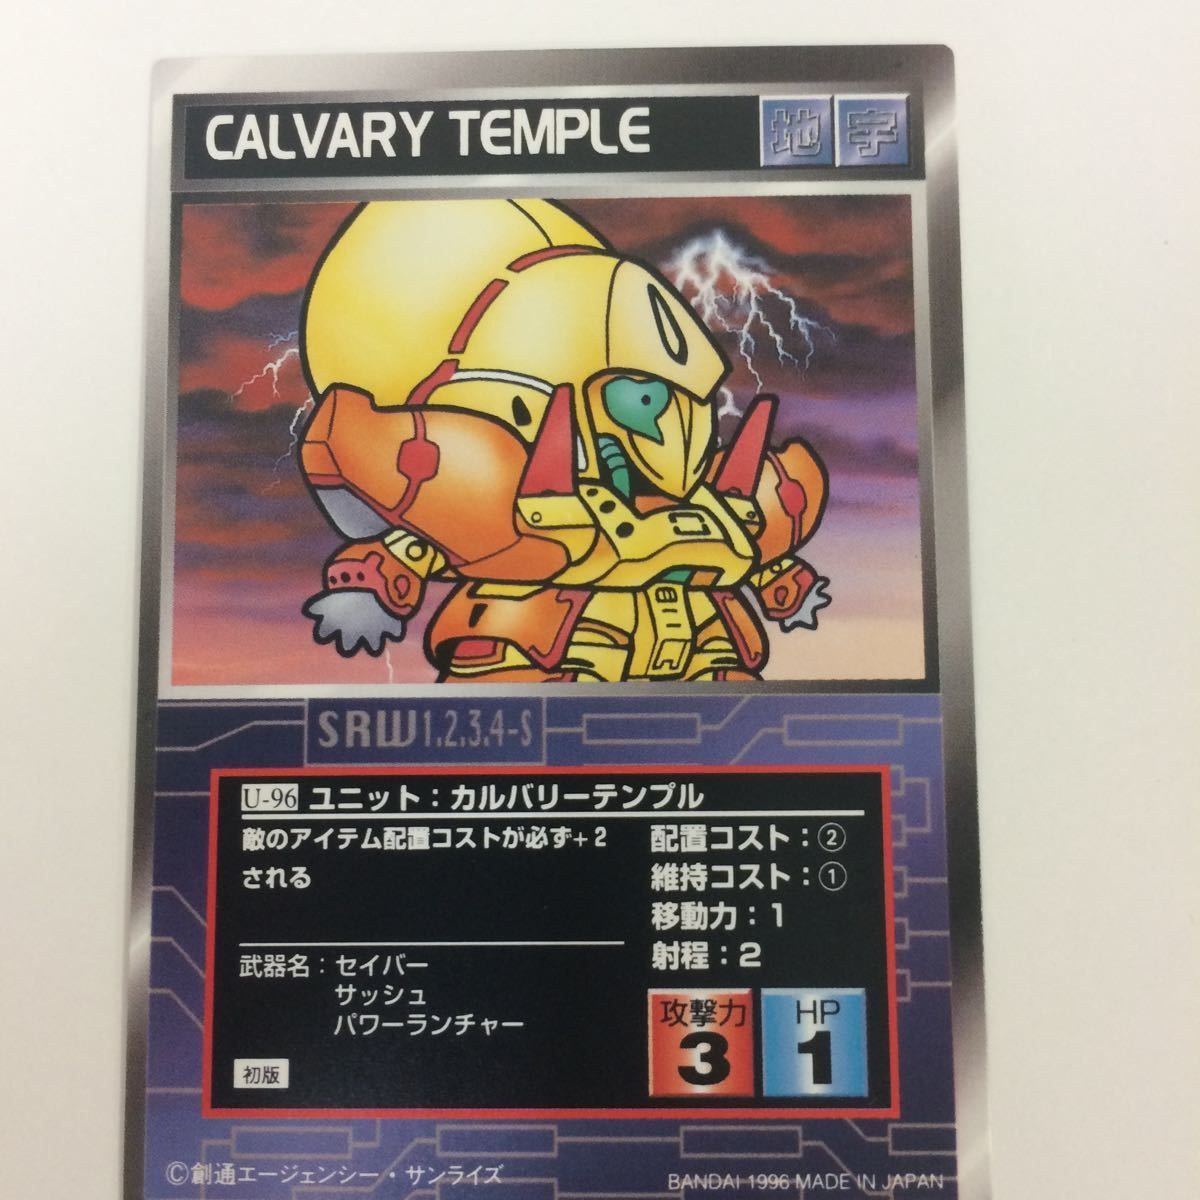 CALVARY TEMPLE
地 宇
SRW1,2,3,4-S
U-96 ユニット：カルバリーテンプル
敵のアイテム配置コストが必ず+2
される
配置コスト：②
維持コスト：①
移動力：1
射程：2
武器名：セイバー
サッシュ
パワーランチャー
攻撃力
3
HP
1
初版
©創通エージェンシー・サンライズ
BANDAI 1996 MADE IN JAPAN